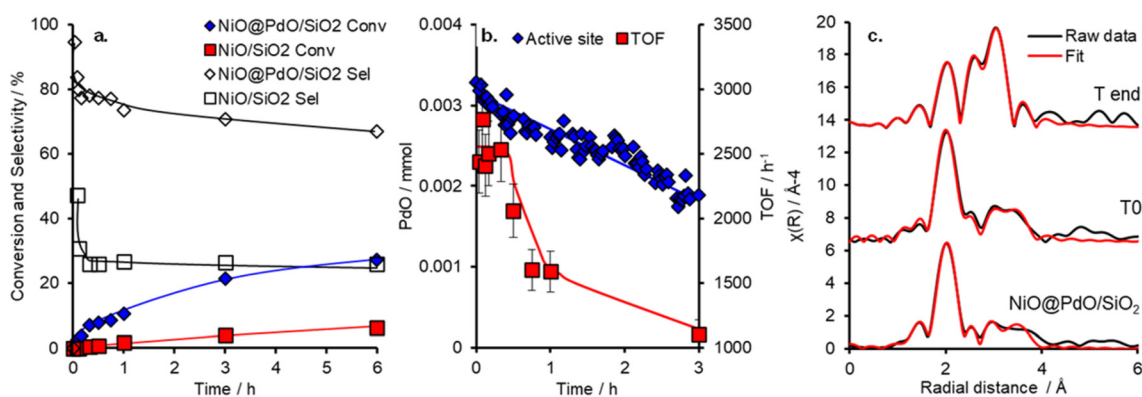 a.
NiO@PdO/SiO2 Conv
NiO/SiO2 Conv
NiO@PdO/SiO2 Sel
NiO/SiO2 Sel
Conversion and Selectivity / %
100
80
60
40
20
0
0 1 2 3 4 5 6
Time / h
b.
Active site TOF
PdO / mmol
0.004
0.003
0.002
0.001
0
0 1 2 3
Time / h
3500
3000
2500
2000
1500
1000
TOF / h-1
c.
Raw data
Fit
χ(R) / Å-4
20
18
16
14
12
10
8
6
4
2
0
T end
T0
NiO@PdO/SiO2
0 1 2 3 4 5 6
Radial distance / Å